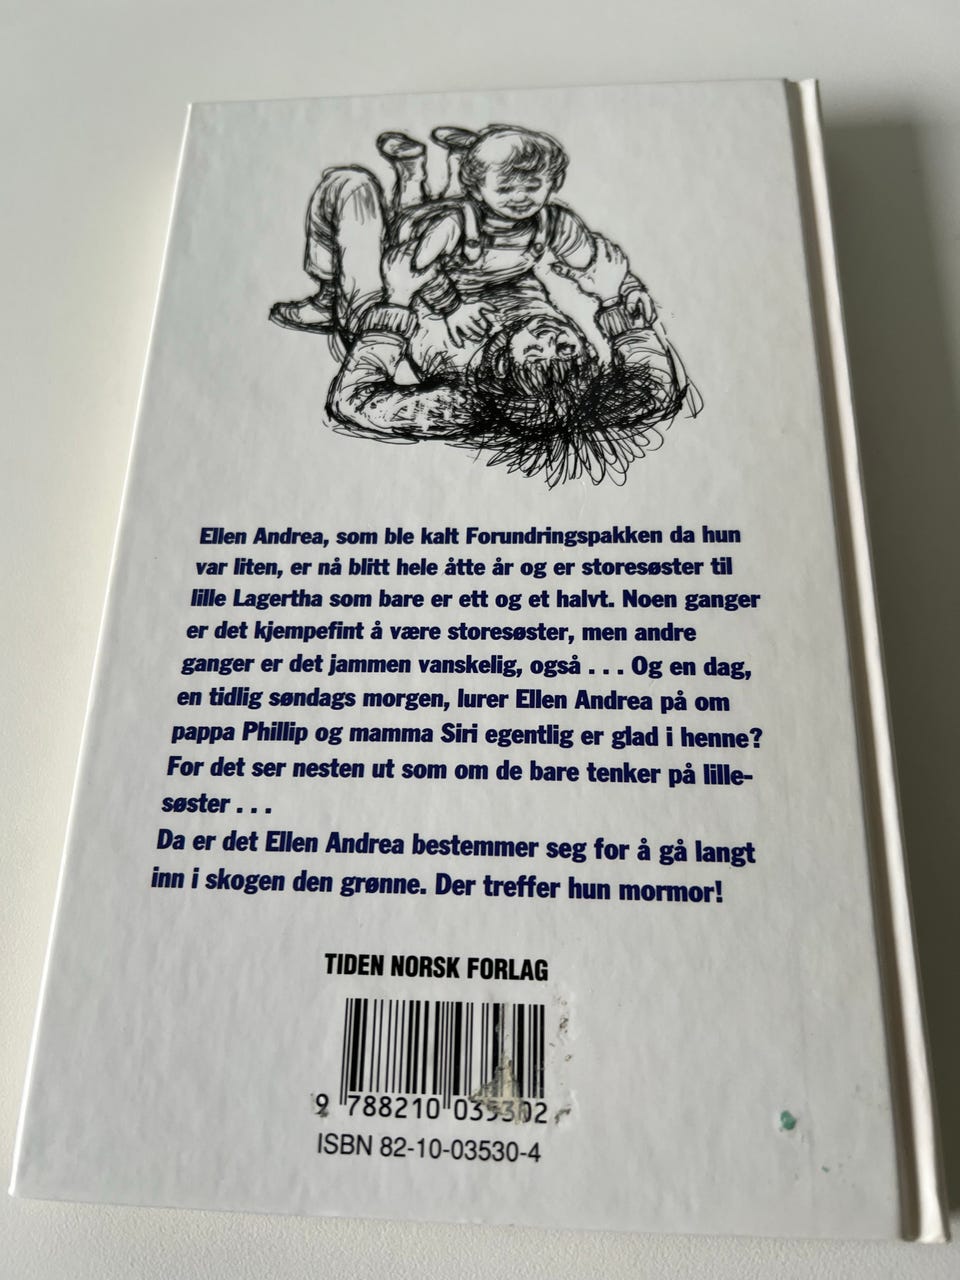 Ellen Andrea, som ble kalt Forundringspakken da hun
var liten, er nå blitt hele åtte år og er storesøster til
lille Lagertha som bare er ett og et halvt. Noen ganger
er det kjempefint å være storesøster, men andre
ganger er det jammen vanskelig, også . . . Og en dag,
en tidlig søndags morgen, lurer Ellen Andrea på om
pappa Phillip og mamma Siri egentlig er glad i henne?
For det ser nesten ut som om de bare tenker på lille-
søster . . .
Da er det Ellen Andrea bestemmer seg for å gå langt
inn i skogen den grønne. Der treffer hun mormor!
TIDEN NORSK FORLAG
9 788210 035302
ISBN 82-10-03530-4